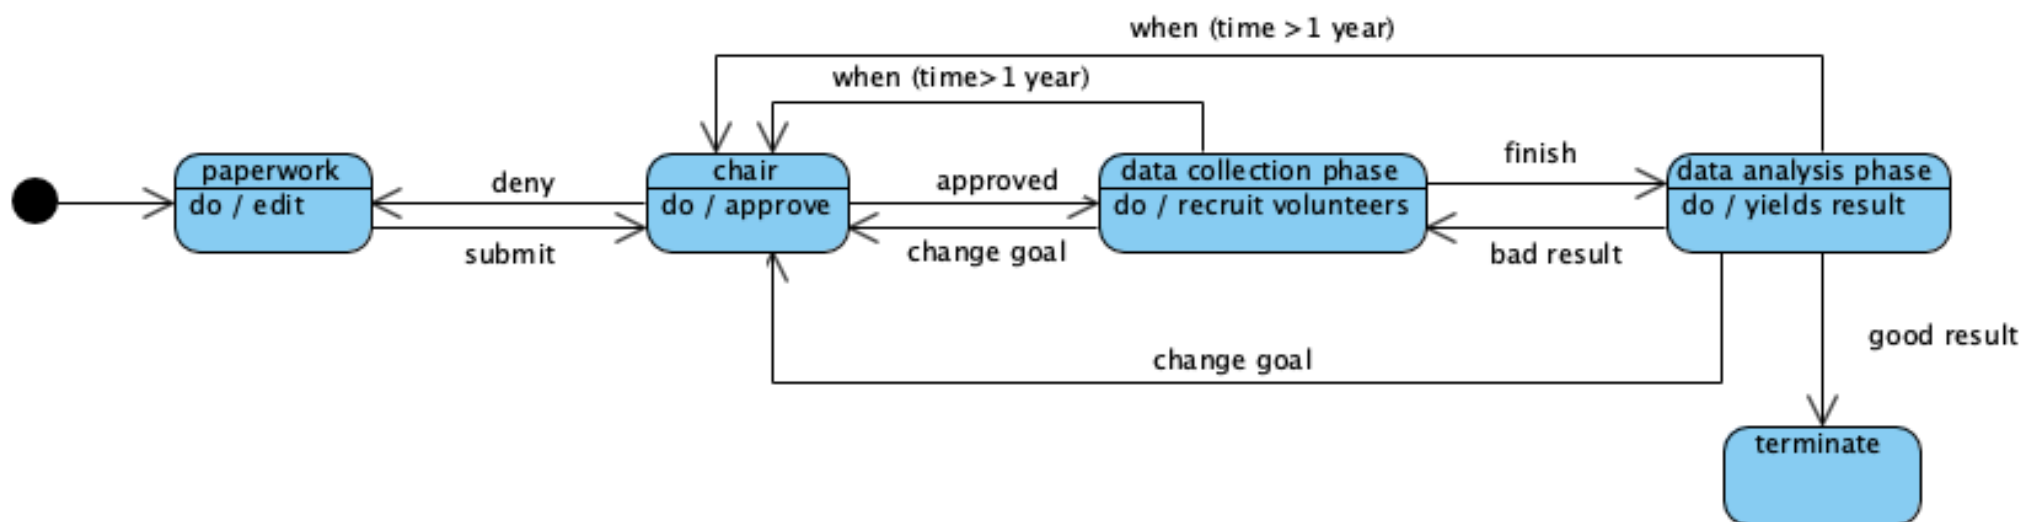 when (time >1 year)
when (time>1 year)
paperwork
do / edit
deny
submit
chair
do / approve
approved
change goal
data collection phase
do / recruit volunteers
finish
bad result
data analysis phase
do / yields result
good result
change goal
terminate